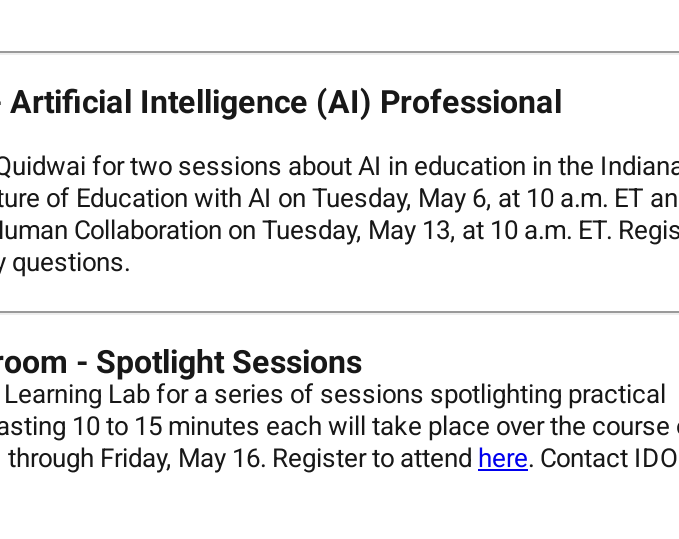 - Artificial Intelligence (AI) Professional
Quidwai for two sessions about AI in education in the Indiana
ture of Education with AI on Tuesday, May 6, at 10 a.m. ET an
Human Collaboration on Tuesday, May 13, at 10 a.m. ET. Regis
y questions.
room - Spotlight Sessions
Learning Lab for a series of sessions spotlighting practical
asting 10 to 15 minutes each will take place over the course
through Friday, May 16. Register to attend here. Contact IDO